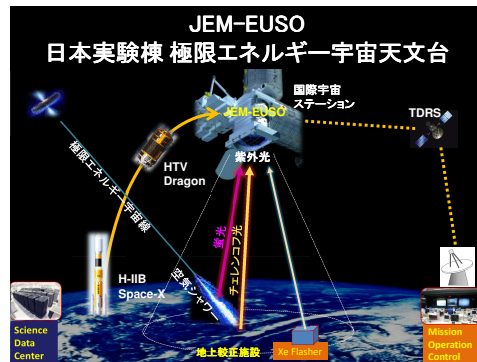 JEM-EUSO
日本実験棟 極限エネルギー宇宙天文台
国際宇宙
ステーション
JEM-EUSO
TDRS
紫外光
HTV
Dragon
極限エネルギー宇宙線
蛍光
チェレンコフ光
空気シャワー
H-IIB
Space-X
Science
Data
Center
地上較正施設
Xe Flasher
Mission
Operation
Control